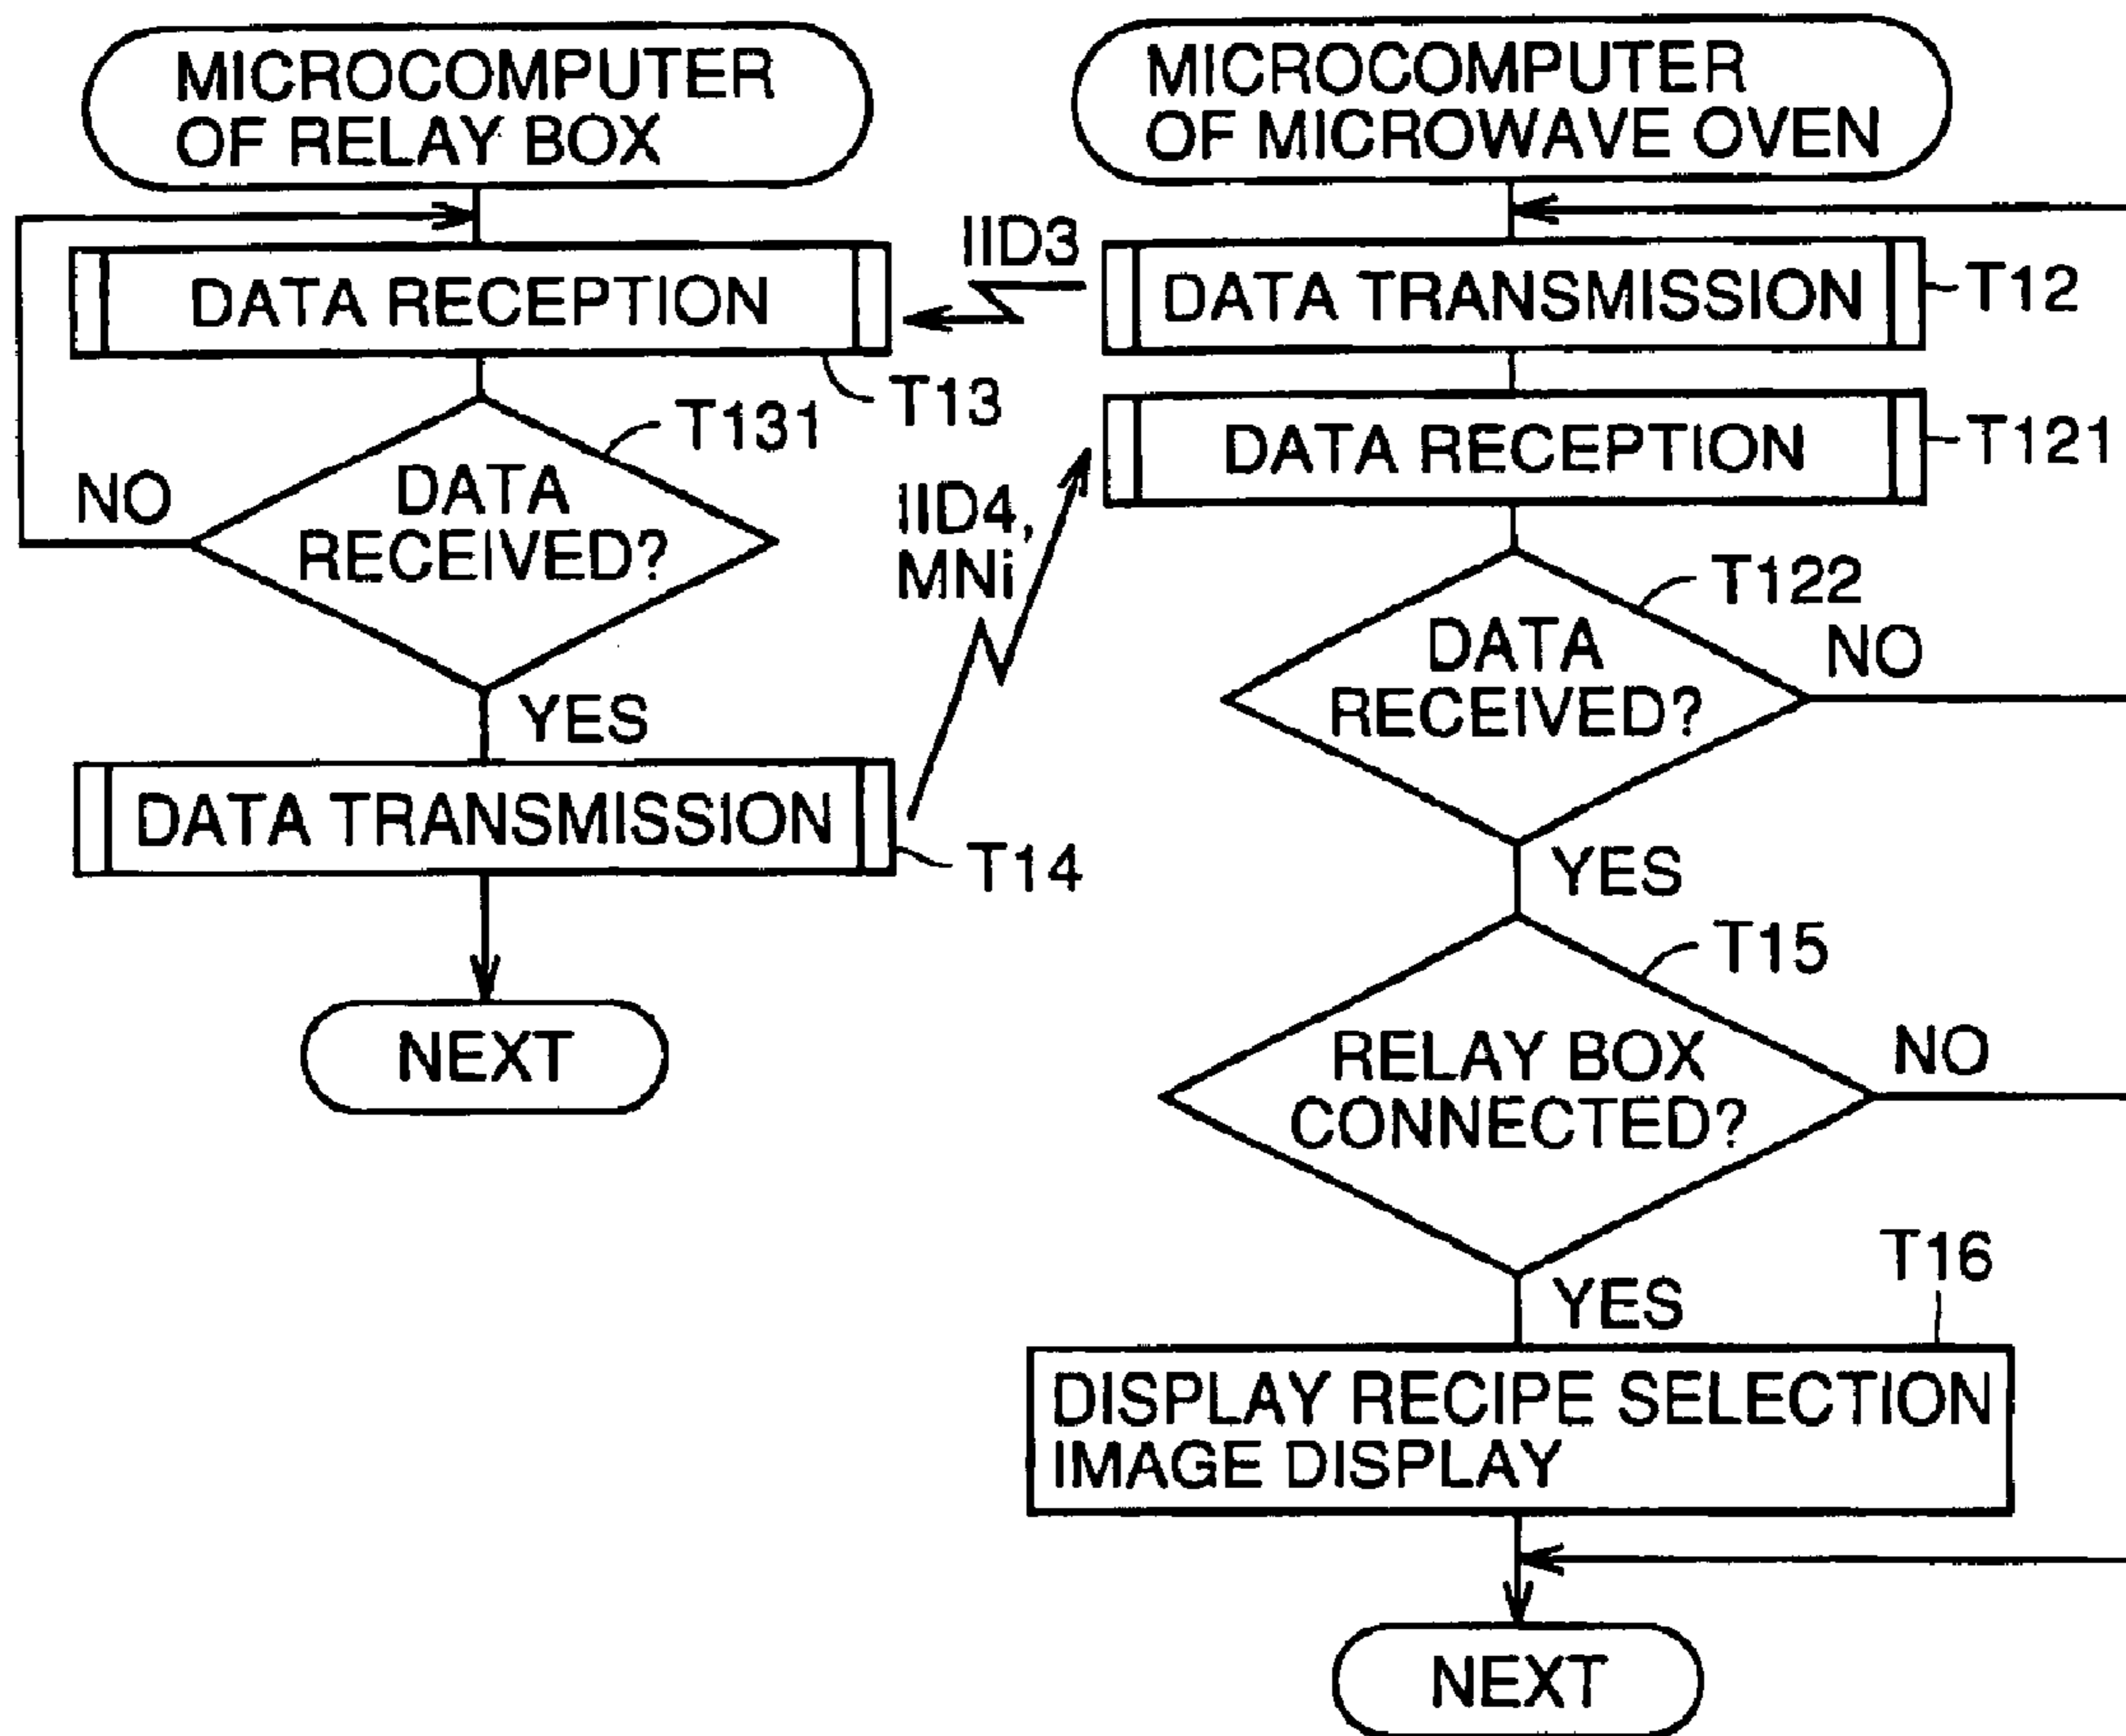 MICROCOMPUTER
OF RELAY BOX
DATA RECEPTION
T13
T131
DATA
RECEIVED?
NO
YES
DATA TRANSMISSION
T14
NEXT
IID3
IID4,
MNi
MICROCOMPUTER
OF MICROWAVE OVEN
DATA TRANSMISSION
T12
DATA RECEPTION
T121
T122
DATA
RECEIVED?
NO
YES
T15
RELAY BOX
CONNECTED?
NO
YES
T16
DISPLAY RECIPE SELECTION
IMAGE DISPLAY
NEXT